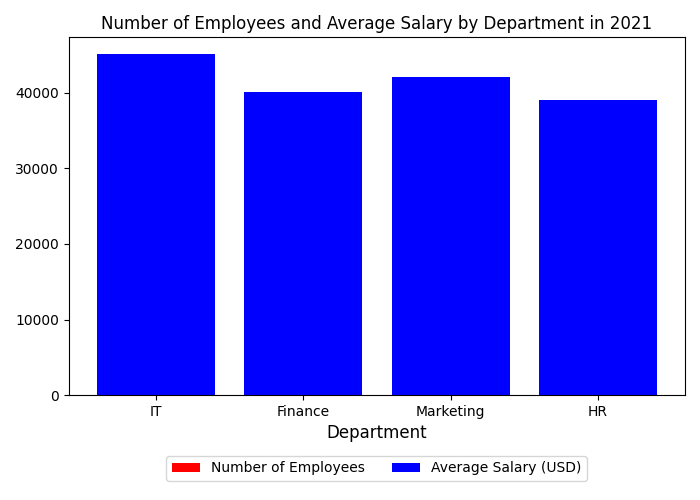 Number of Employees and Average Salary by Department in 2021
40000
30000
20000
10000
0
IT Finance Marketing HR
Department
Number of Employees Average Salary (USD)